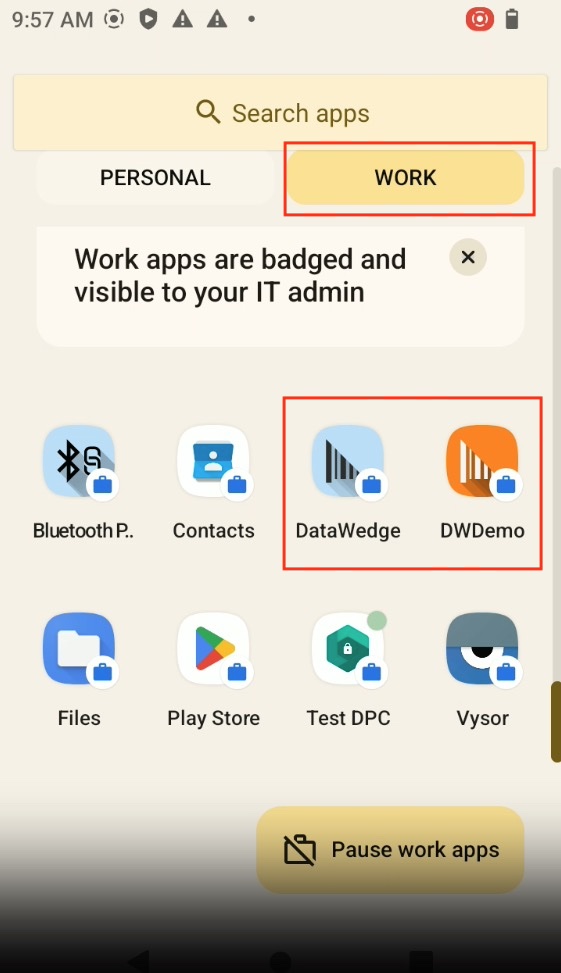 9:57 AM
Search apps
PERSONAL
WORK
Work apps are badged and
visible to your IT admin
Bluetooth P..
Contacts
DataWedge
DWDemo
Files
Play Store
Test DPC
Vysor
Pause work apps